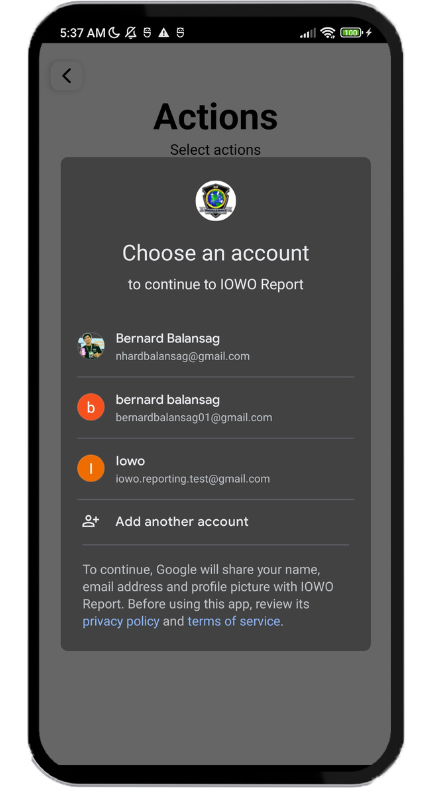 5:37 AM
100
Actions
Select actions
Choose an account
to continue to IOWO Report
Bernard Balansag
nhardbalansag@gmail.com
b
bernard balansag
bernardbalansag01@gmail.com
I
Iowo
iowo.reporting.test@gmail.com
Add another account
To continue, Google will share your name,
email address and profile picture with IOWO
Report. Before using this app, review its
privacy policy and terms of service.